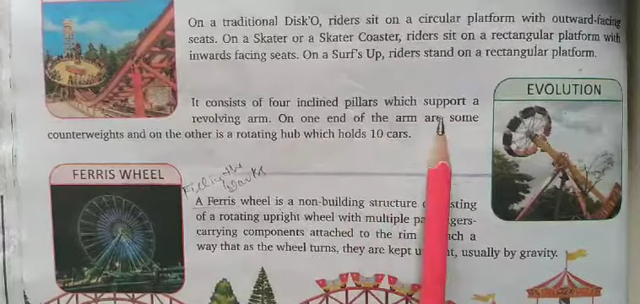 On a traditional Disk'O, riders sit on a circular platform with outward-facing
seats. On a Skater or a Skater Coaster, riders sit on a rectangular platform with
inwards facing seats. On a Surf's Up, riders stand on a rectangular platform.
EVOLUTION
It consists of four inclined pillars which support a
revolving arm. On one end of the arm are some
counterweights and on the other is a rotating hub which holds 10 cars.
FERRIS WHEEL
A Ferris wheel is a non-building structure
of a rotating upright wheel with multiple
carrying components attached to the rim
way that as the wheel turns, they are kept usually by gravity.